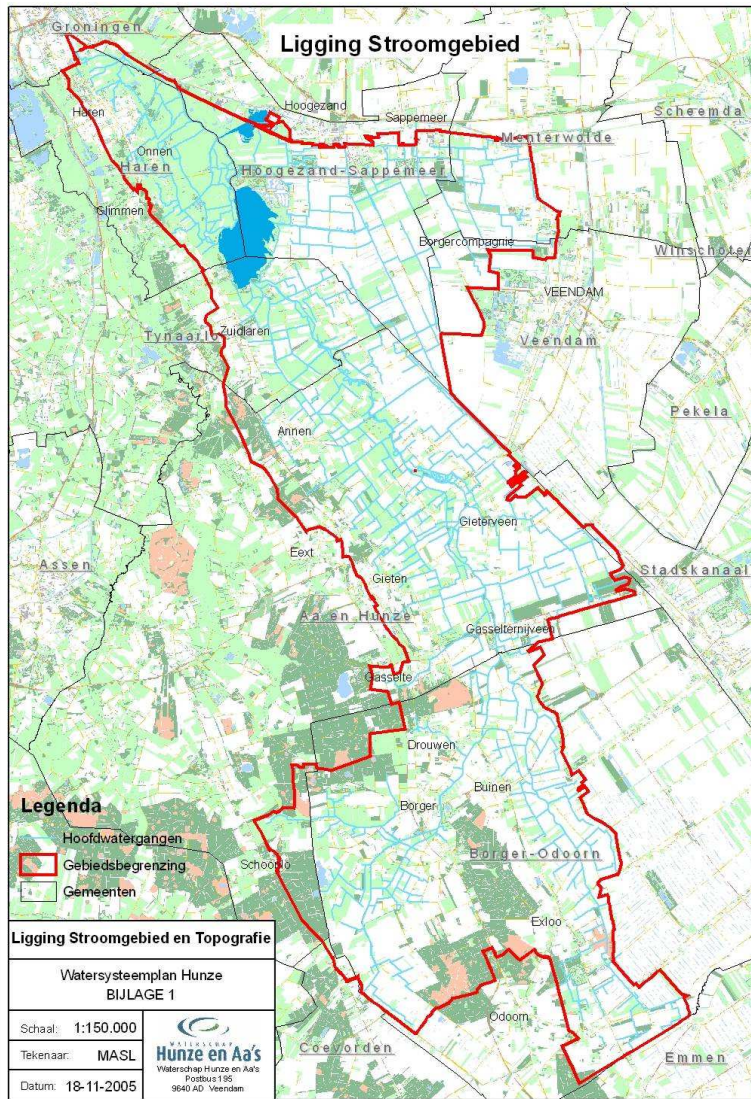 Ligging Stroomgebied
Groningen
Hoogezand
Sappemeer
Scheemda
Haren
Menterwolde
Onnen
Haren
Hoogezand-Sappemeer
Glimmen
Borgercompagnie
Winschoten
VEENDAM
Zuidlaren
Tynaarlo
Veendam
Pekela
Annen
Gieterveen
Eext
Assen
Gieten
Stadskanaal
Aa en Hunze
Gasselternijveen
Gasselte
Drouwen
Buinen
Borger
Borger-Odoorn
Schoonlo
Exloo
Odoorn
Coevorden
Emmen
Legenda
Hoofdwatergangen
Gebiedsbegrenzing
Gemeenten
Ligging Stroomgebied en Topografie
Watersysteemplan Hunze
BIJLAGE 1
Schaal: 1:150.000
Tekenaar: MASL
Datum: 18-11-2005
WATERSCHAP
Hunze en Aa's
Waterschap Hunze en Aa's
Postbus 195
9640 AD Veendam